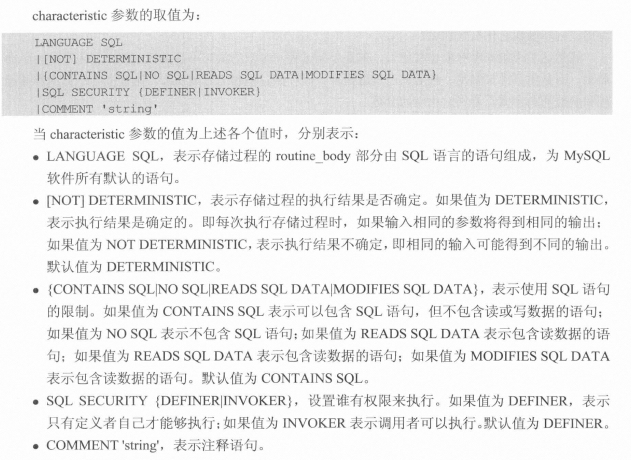 characteristic 参数的取值为：
LANGUAGE SQL
|[NOT] DETERMINISTIC
|{CONTAINS SQL|NO SQL|READS SQL DATA|MODIFIES SQL DATA}
|SQL SECURITY {DEFINER|INVOKER}
|COMMENT 'string'
当 characteristic 参数的值为上述各个值时，分别表示：
● LANGUAGE SQL，表示存储过程的 routine_body 部分由 SQL 语言的语句组成，为 MySQL
软件所有默认的语句。
● [NOT] DETERMINISTIC，表示存储过程的执行结果是否确定。如果值为 DETERMINISTIC，
表示执行结果是确定的。即每次执行存储过程时，如果输入相同的参数将得到相同的输出；
如果值为 NOT DETERMINISTIC，表示执行结果不确定，即相同的输入可能得到不同的输出。
默认值为 DETERMINISTIC。
● {CONTAINS SQL|NO SQL|READS SQL DATA|MODIFIES SQL DATA}，表示使用 SQL 语句
的限制。如果值为 CONTAINS SQL 表示可以包含 SQL 语句，但不包含读或写数据的语句；
如果值为 NO SQL 表示不包含 SQL 语句；如果值为 READS SQL DATA 表示包含读数据的语
句；如果值为 READS SQL DATA 表示包含读数据的语句；如果值为 MODIFIES SQL DATA
表示包含读数据的语句。默认值为 CONTAINS SQL。
● SQL SECURITY {DEFINER|INVOKER}，设置谁有权限来执行。如果值为 DEFINER，表示
只有定义者自己才能够执行；如果值为 INVOKER 表示调用者可以执行。默认值为 DEFINER。
● COMMENT 'string'，表示注释语句。